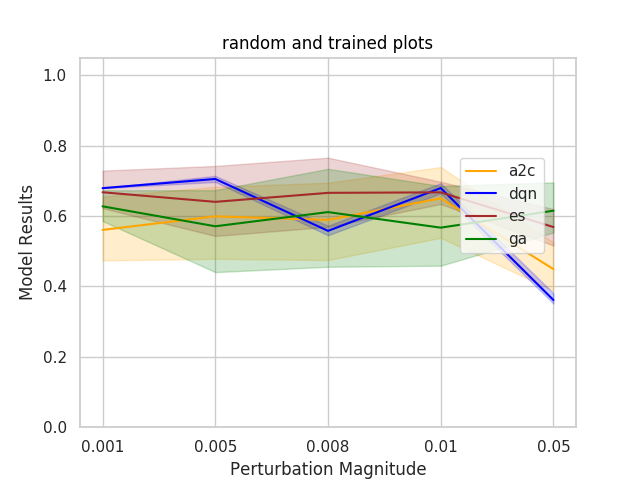 random and trained plots
1.0
0.8
0.6
0.4
0.2
0.0
Model Results
a2c
dqn
es
ga
0.001 0.005 0.008 0.01 0.05
Perturbation Magnitude